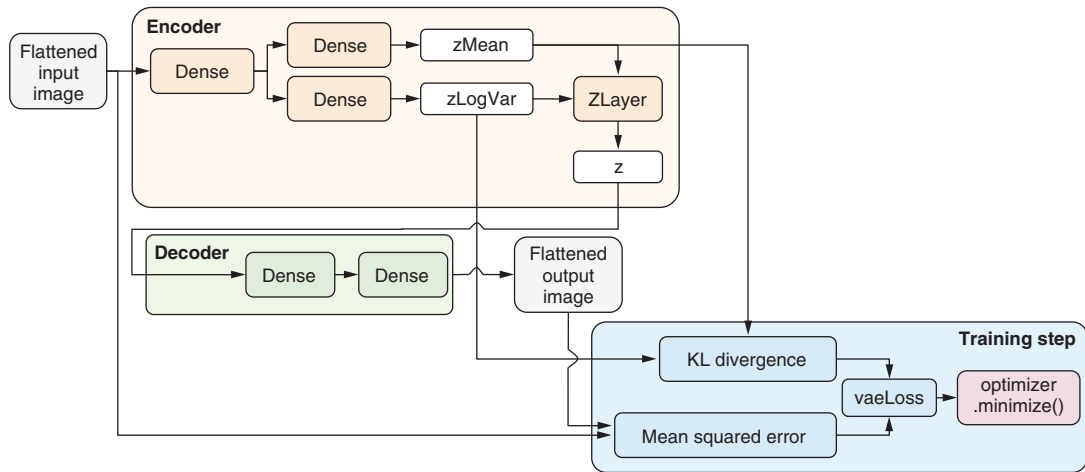 Encoder
Flattened
input
image
Dense
Dense
zMean
Dense
zLogVar
ZLayer
z
Decoder
Dense
Dense
Flattened
output
image
Training step
KL divergence
vaeLoss
optimizer
.minimize()
Mean squared error